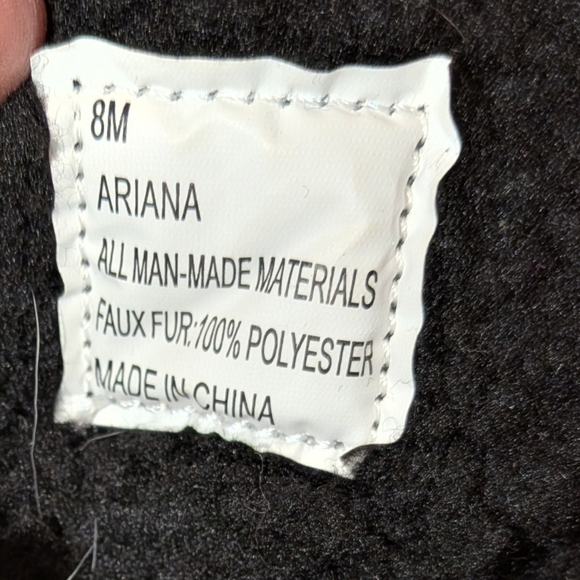 8M
ARIANA
ALL MAN-MADE MATERIALS
FAUX FUR:100% POLYESTER
MADE IN CHINA